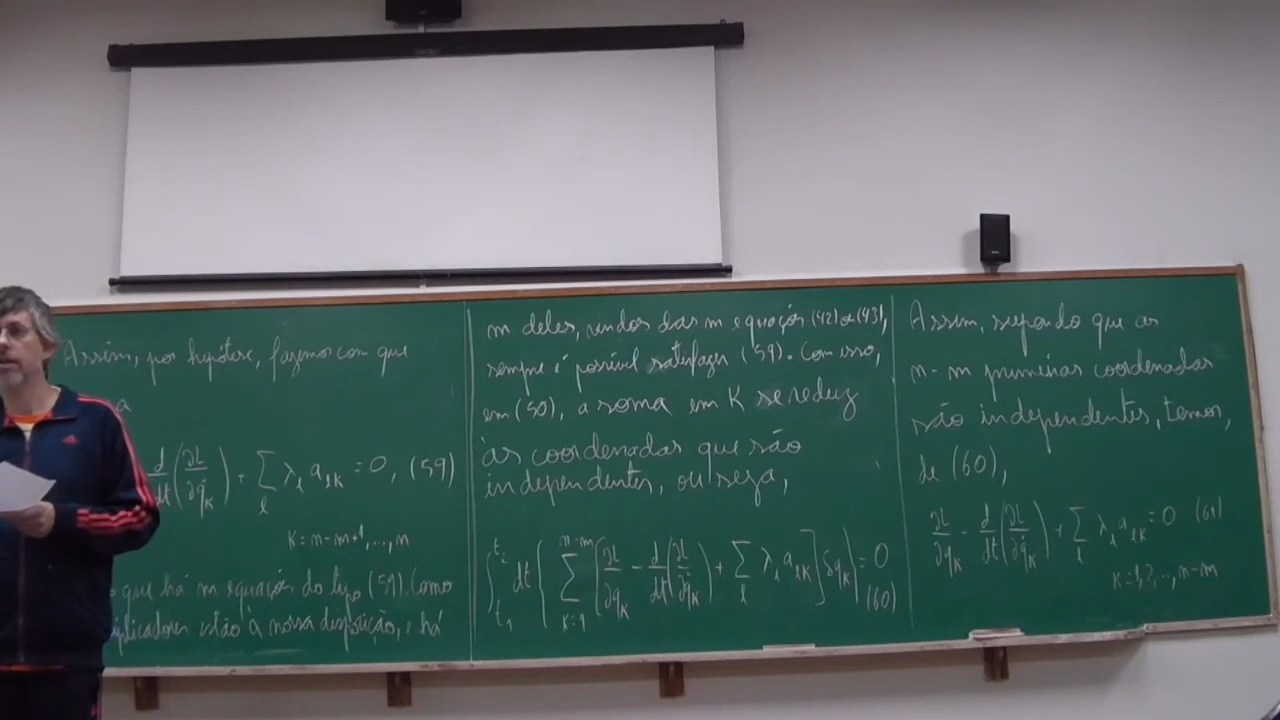 Assim, por hipótese, fazemos com que
a
d/dt(∂L/∂q̇_k) + Σ_l λ_l a_lk = 0, (59)
k = n-m+1, ..., n
que há m equações do tipo (59). Como
plicadores estão à nossa disposição, e há
m deles, vindos das m equações (42) ou (43),
sempre é possível satisfazer (59). Com isso,
em (50), a soma em K se reduz
às coordenadas que são
independentes, ou seja,
∫_{t_1}^{t_2} dt { Σ_{k=1}^{n-m} [∂L/∂q_k - d/dt(∂L/∂q̇_k) + Σ_l λ_l a_lk] δq_k } = 0
(60)
Assim, supondo que as
n-m primeiras coordenadas
são independentes, temos,
de (60),
∂L/∂q_k - d/dt(∂L/∂q̇_k) + Σ_l λ_l a_lk = 0 (61)
k = 1, 2, ..., n-m